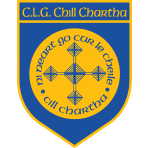 C.L.G. Chill Chartha
ní neart go cur le chéile
cill chartha